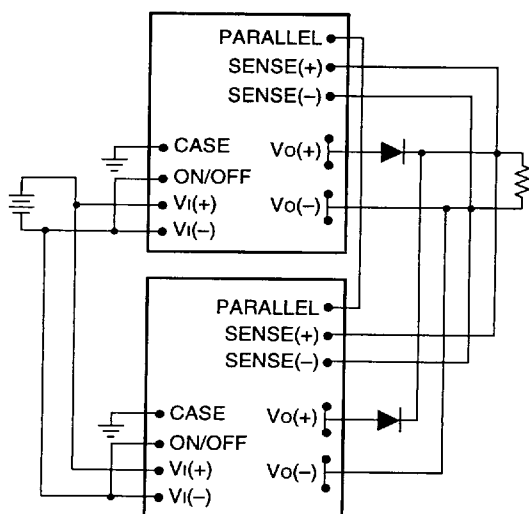 PARALLEL
SENSE(+)
SENSE(–)
CASE
VO(+)
ON/OFF
VI(+)
VO(–)
VI(–)
PARALLEL
SENSE(+)
SENSE(–)
CASE
VO(+)
ON/OFF
VI(+)
VO(–)
VI(–)